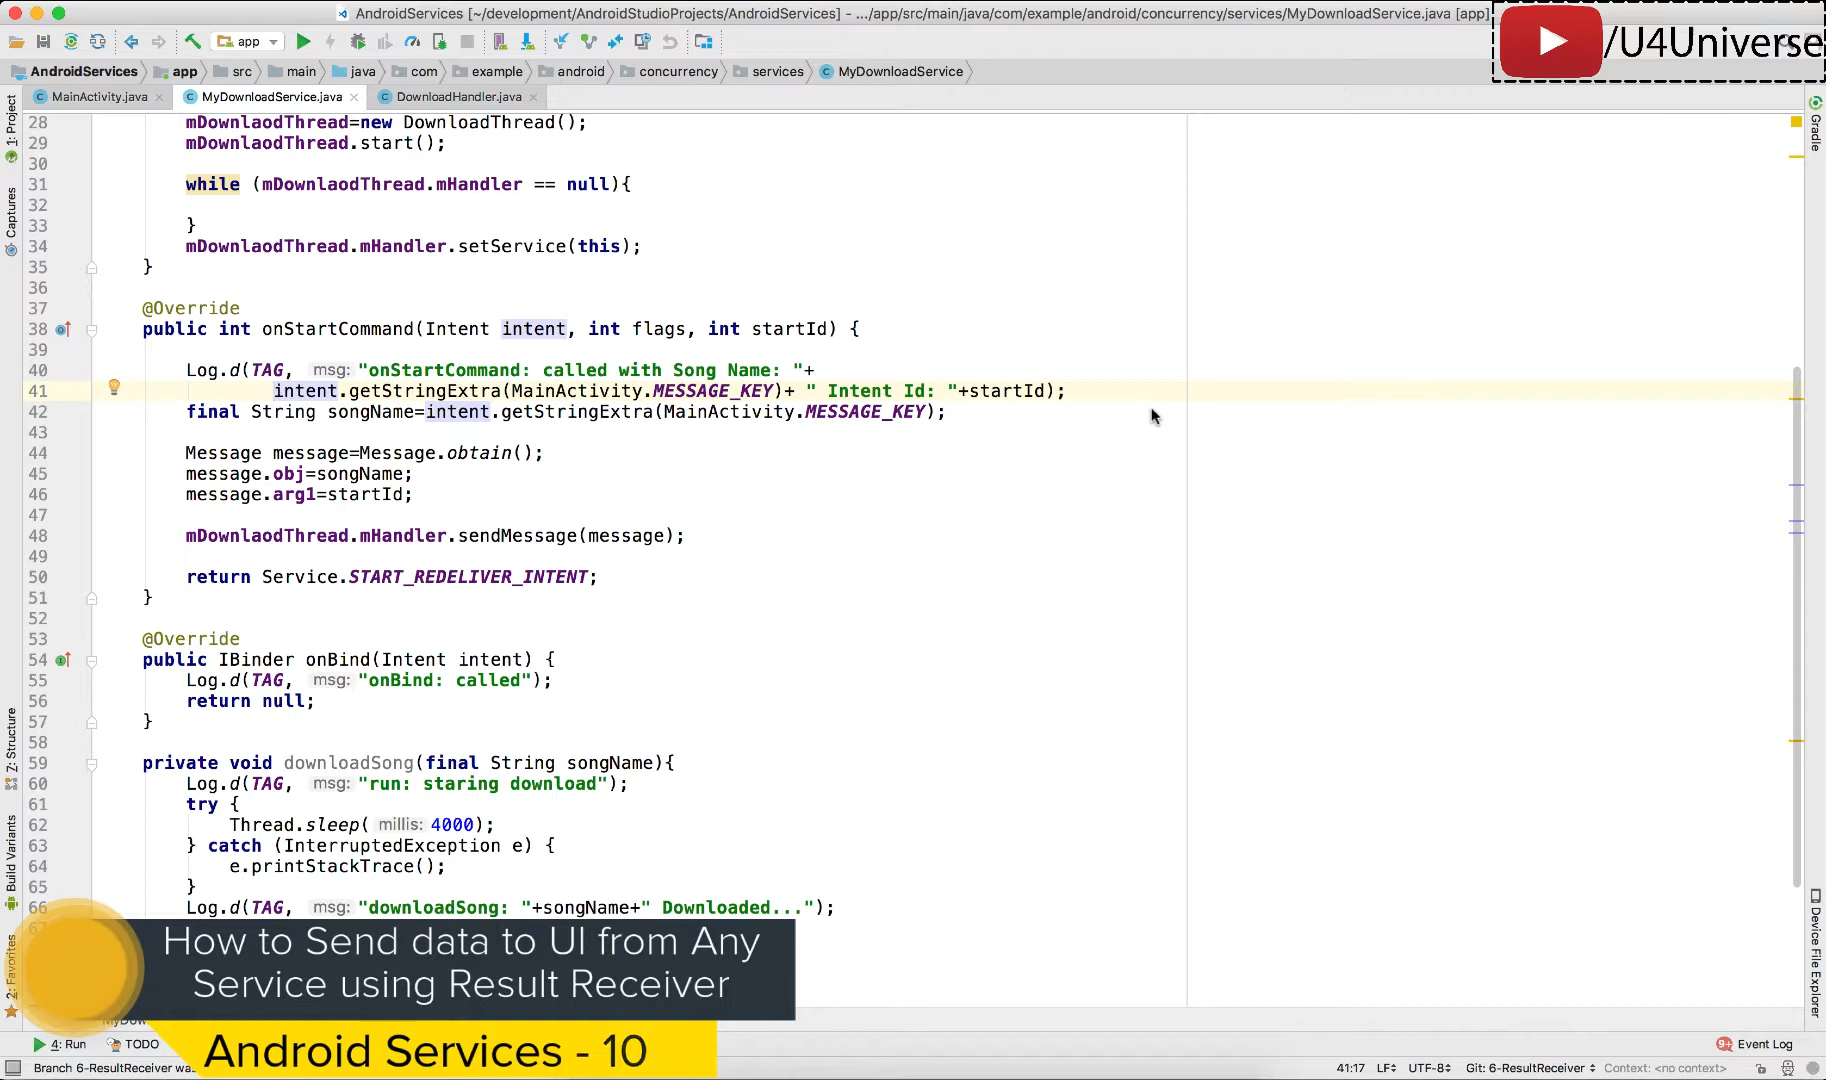 AndroidServices [~/development/AndroidStudioProjects/AndroidServices] - .../app/src/main/java/com/example/android/concurrency/services/MyDownloadService.java [app]
/U4Universe
app
AndroidServices app src main java com example android concurrency services MyDownloadService
MainActivity.java MyDownloadService.java DownloadHandler.java
1: Project
Captures
Z: Structure
Build Variants
2: Favorites
Gradle
Device File Explorer
28 mDownlaodThread=new DownloadThread();
29 mDownlaodThread.start();
30
31 while (mDownlaodThread.mHandler == null){
32
33 }
34 mDownlaodThread.mHandler.setService(this);
35 }
36
37 @Override
38 public int onStartCommand(Intent intent, int flags, int startId) {
39
40 Log.d(TAG, msg: "onStartCommand: called with Song Name: "+
41 intent.getStringExtra(MainActivity.MESSAGE_KEY)+ " Intent Id: "+startId);
42 final String songName=intent.getStringExtra(MainActivity.MESSAGE_KEY);
43
44 Message message=Message.obtain();
45 message.obj=songName;
46 message.arg1=startId;
47
48 mDownlaodThread.mHandler.sendMessage(message);
49
50 return Service.START_REDELIVER_INTENT;
51 }
52
53 @Override
54 public IBinder onBind(Intent intent) {
55 Log.d(TAG, msg: "onBind: called");
56 return null;
57 }
58
59 private void downloadSong(final String songName){
60 Log.d(TAG, msg: "run: staring download");
61 try {
62 Thread.sleep( millis: 4000);
63 } catch (InterruptedException e) {
64 e.printStackTrace();
65 }
66 Log.d(TAG, msg: "downloadSong: "+songName+" Downloaded...");
How to Send data to UI from Any
Service using Result Receiver
Android Services - 10
4: Run TODO
9+ Event Log
Branch 6-ResultReceiver
41:17 LF UTF-8 Git: 6-ResultReceiver Context: <no context>